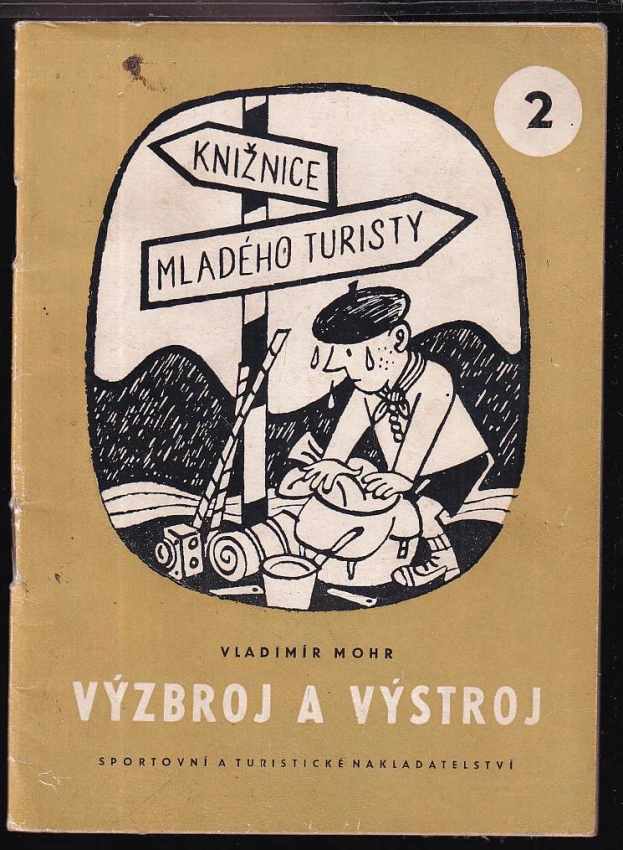 2
KNIŽNICE
MLADÉHO TURISTY
VLADIMÍR MOHR
VÝZBROJ A VÝSTROJ
SPORTOVNÍ A TURISTICKÉ NAKLADATELSTVÍ